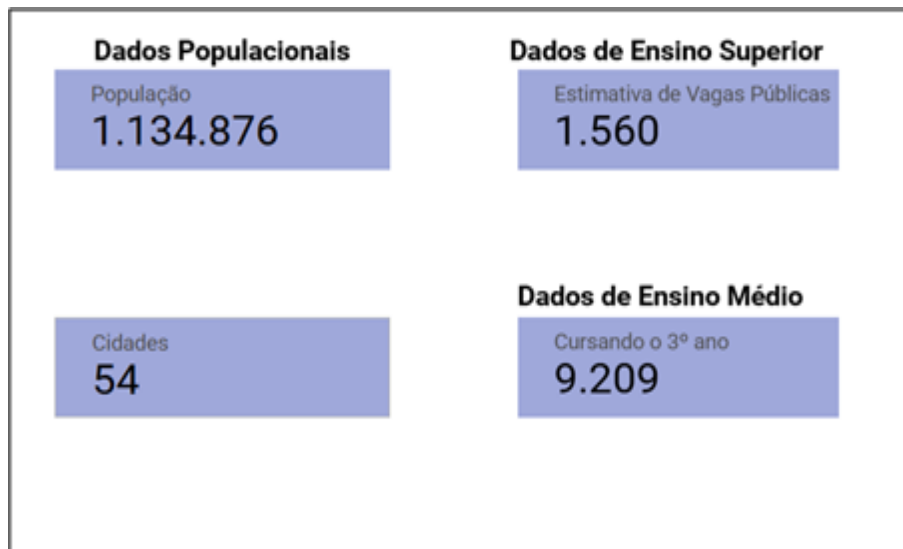 Dados Populacionais
População
1.134.876
Dados de Ensino Superior
Estimativa de Vagas Públicas
1.560
Cidades
54
Dados de Ensino Médio
Cursando o 3º ano
9.209